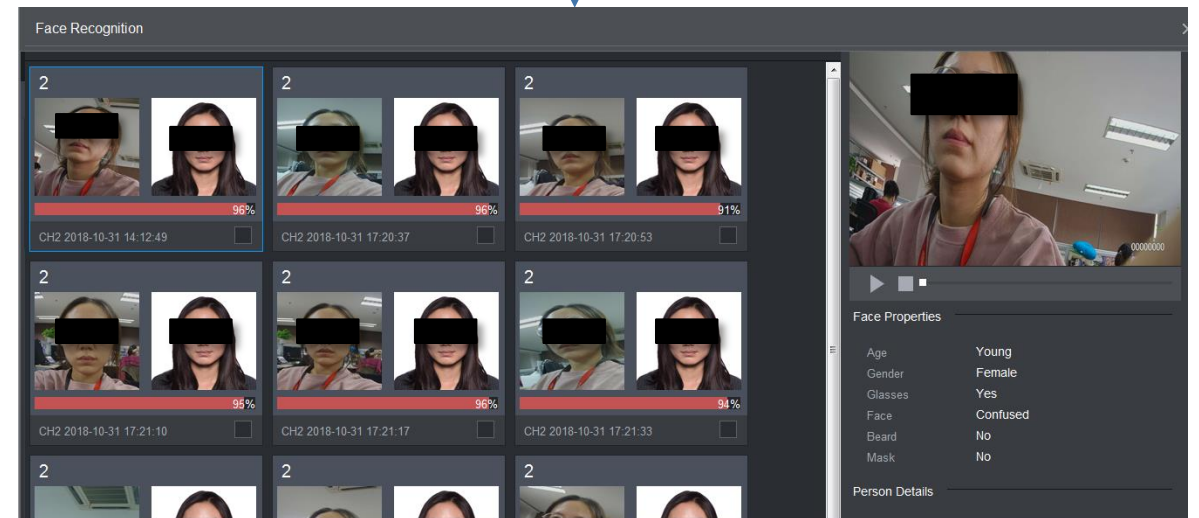 Face Recognition
2
2
2
96%
96%
91%
CH2 2018-10-31 14:12:49
CH2 2018-10-31 17:20:37
CH2 2018-10-31 17:20:53
2
2
2
95%
96%
94%
CH2 2018-10-31 17:21:10
CH2 2018-10-31 17:21:17
CH2 2018-10-31 17:21:33
2
2
2
00000000
Face Properties
Age Young
Gender Female
Glasses Yes
Face Confused
Beard No
Mask No
Person Details